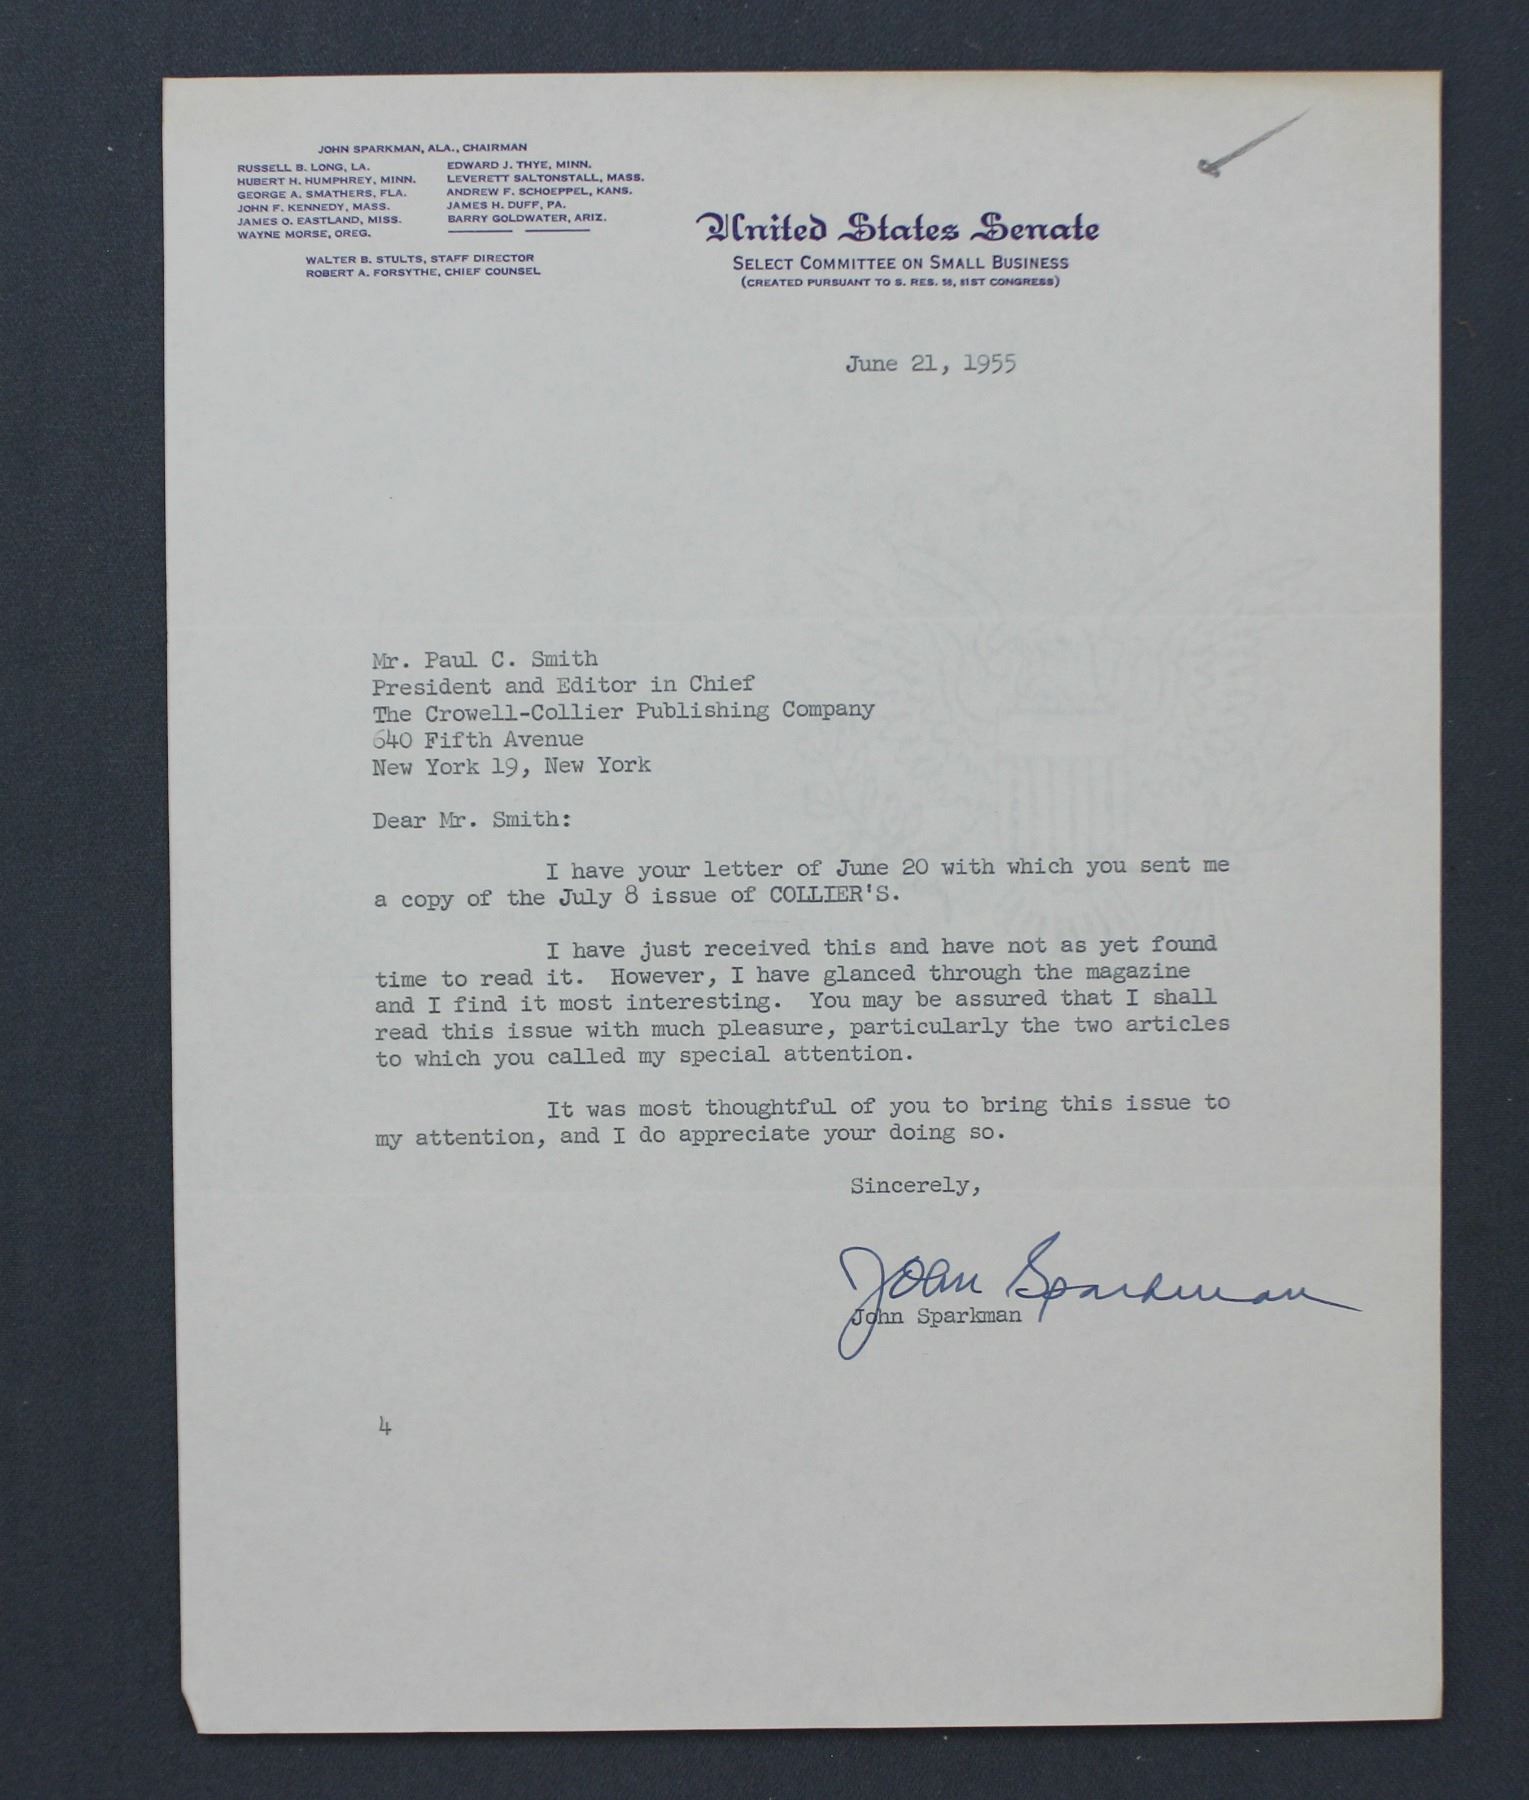 JOHN SPARKMAN, ALA., CHAIRMAN
RUSSELL B. LONG, LA.
HUBERT H. HUMPHREY, MINN.
GEORGE A. SMATHERS, FLA.
JOHN F. KENNEDY, MASS.
JAMES O. EASTLAND, MISS.
WAYNE MORSE, OREG.
EDWARD J. THYE, MINN.
LEVERETT SALTONSTALL, MASS.
ANDREW F. SCHOEPPEL, KANS.
JAMES H. DUFF, PA.
BARRY GOLDWATER, ARIZ.
WALTER B. STULTS, STAFF DIRECTOR
ROBERT A. FORSYTHE, CHIEF COUNSEL
United States Senate
SELECT COMMITTEE ON SMALL BUSINESS
(CREATED PURSUANT TO S. RES. 58, 81ST CONGRESS)
June 21, 1955
Mr. Paul C. Smith
President and Editor in Chief
The Crowell-Collier Publishing Company
640 Fifth Avenue
New York 19, New York
Dear Mr. Smith:
I have your letter of June 20 with which you sent me
a copy of the July 8 issue of COLLIER'S.
I have just received this and have not as yet found
time to read it. However, I have glanced through the magazine
and I find it most interesting. You may be assured that I shall
read this issue with much pleasure, particularly the two articles
to which you called my special attention.
It was most thoughtful of you to bring this issue to
my attention, and I do appreciate your doing so.
Sincerely,
John Sparkman
John Sparkman
4